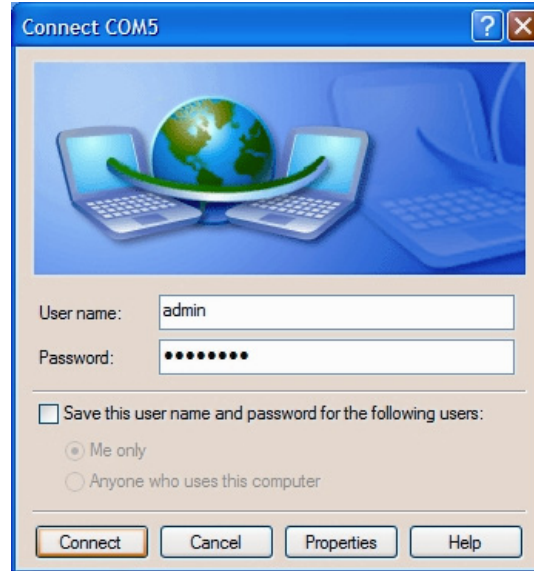 Connect COM5
User name: admin
Password: ••••••••
Save this user name and password for the following users:
Me only
Anyone who uses this computer
Connect Cancel Properties Help